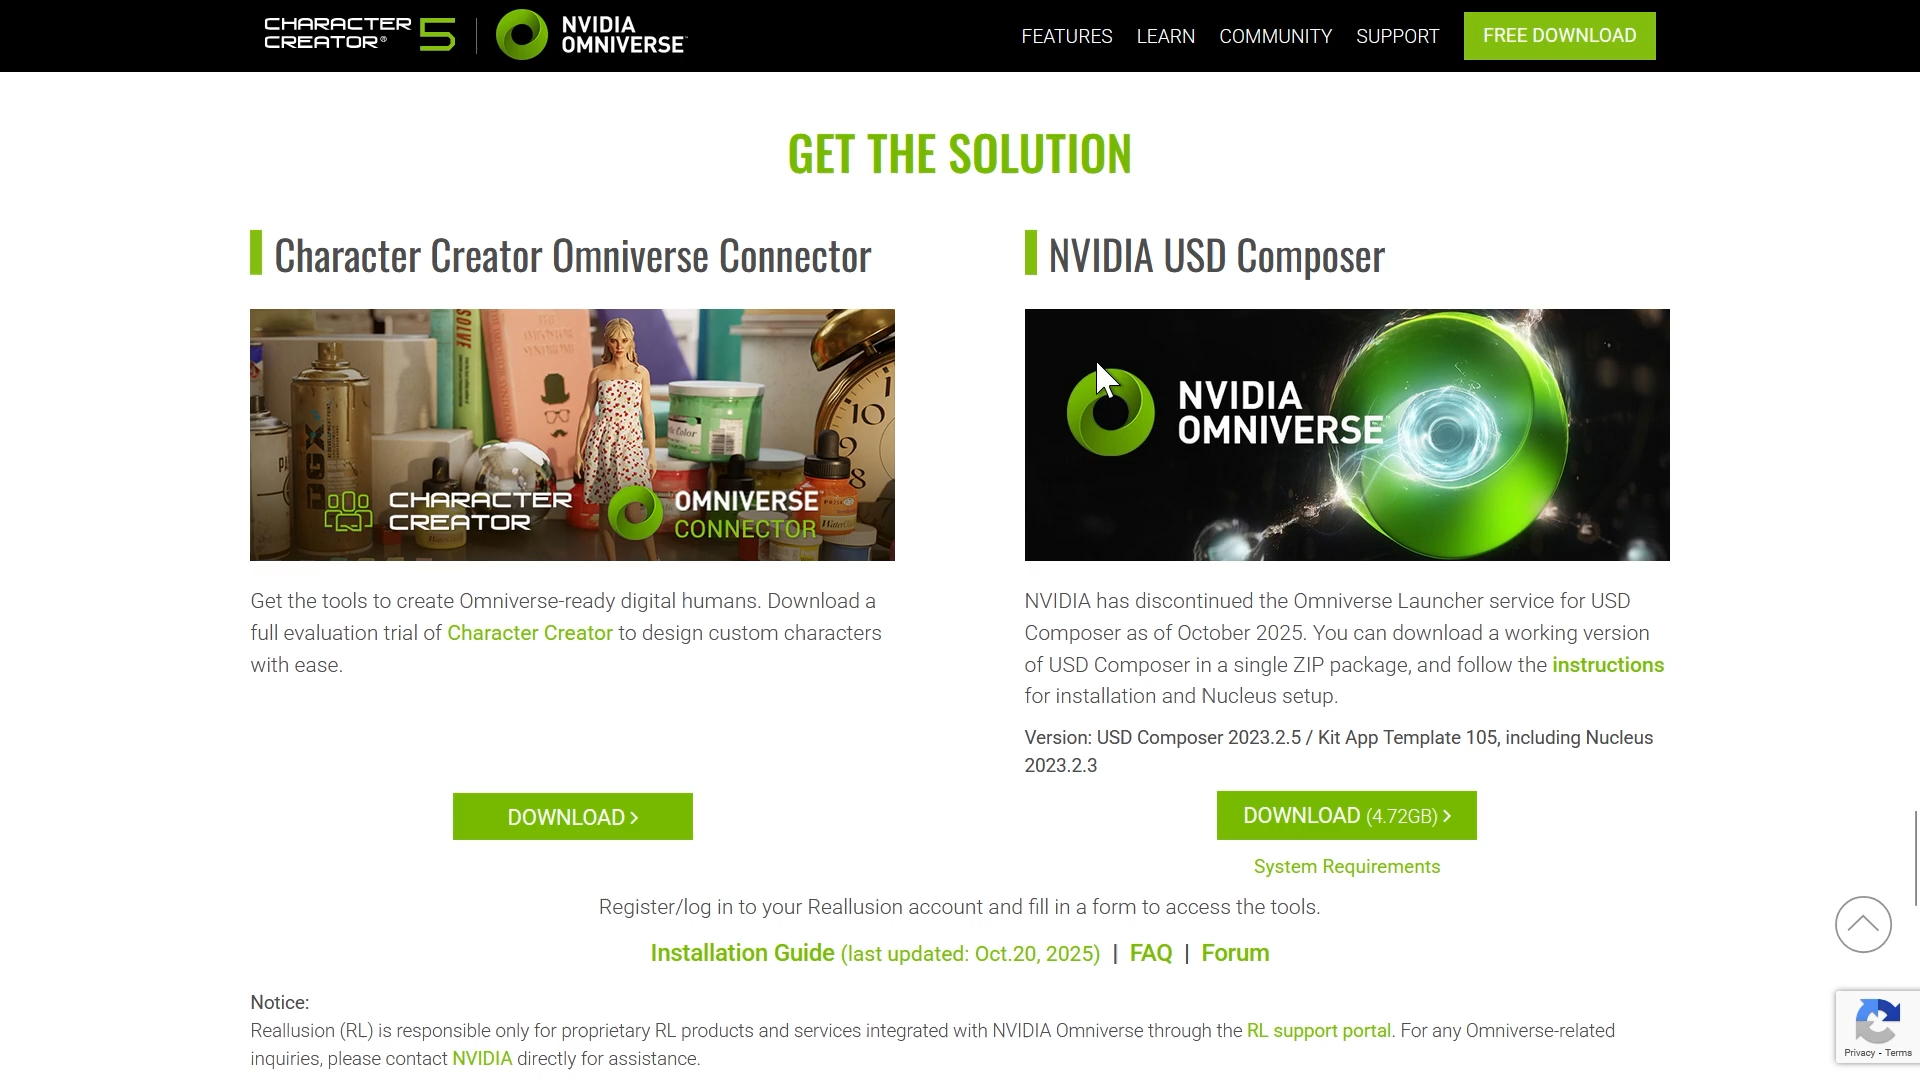 CHARACTER
CREATOR® 5
NVIDIA
OMNIVERSE™
FEATURES LEARN COMMUNITY SUPPORT FREE DOWNLOAD
GET THE SOLUTION
Character Creator Omniverse Connector
SOLVE
10
9
8
CHARACTER
CREATOR
OMNIVERSE™
CONNECTOR
Get the tools to create Omniverse-ready digital humans. Download a
full evaluation trial of Character Creator to design custom characters
with ease.
DOWNLOAD >
NVIDIA USD Composer
NVIDIA
OMNIVERSE™
NVIDIA has discontinued the Omniverse Launcher service for USD
Composer as of October 2025. You can download a working version
of USD Composer in a single ZIP package, and follow the instructions
for installation and Nucleus setup.
Version: USD Composer 2023.2.5 / Kit App Template 105, including Nucleus
2023.2.3
DOWNLOAD (4.72GB) >
System Requirements
Register/log in to your Reallusion account and fill in a form to access the tools.
Installation Guide (last updated: Oct.20, 2025) | FAQ | Forum
Notice:
Reallusion (RL) is responsible only for proprietary RL products and services integrated with NVIDIA Omniverse through the RL support portal. For any Omniverse-related
inquiries, please contact NVIDIA directly for assistance.
Privacy - Terms